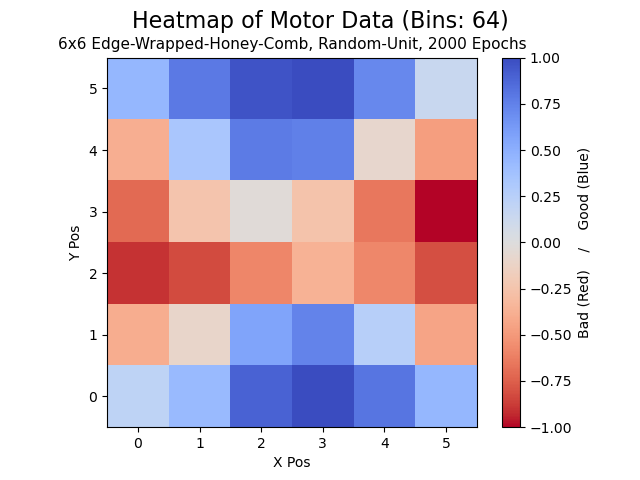 Heatmap of Motor Data (Bins: 64)
6x6 Edge-Wrapped-Honey-Comb, Random-Unit, 2000 Epochs
5
4
3
2
1
0
Y Pos
0 1 2 3 4 5
X Pos
1.00
0.75
0.50
0.25
0.00
−0.25
−0.50
−0.75
−1.00
Bad (Red) / Good (Blue)